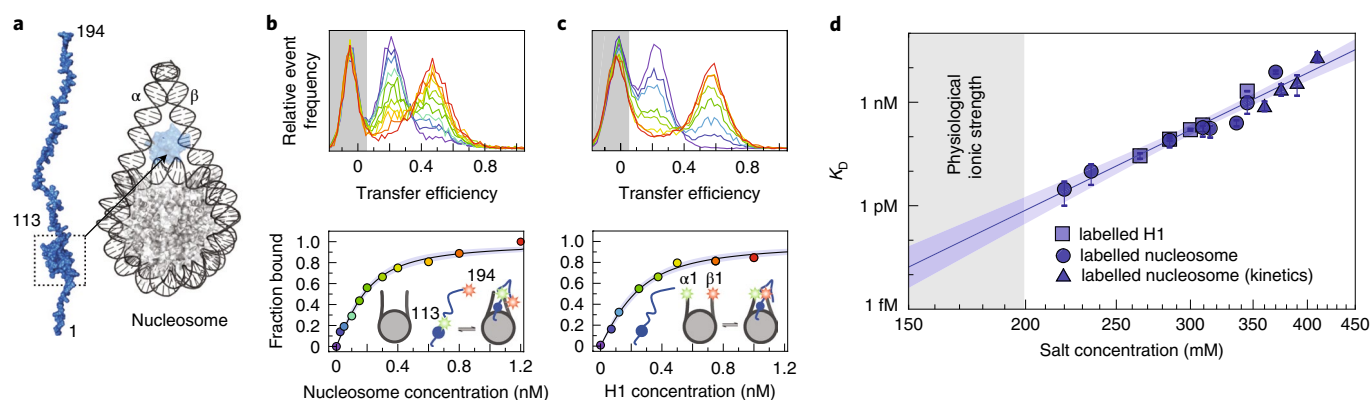 a
194
α
β
113
1
Nucleosome
b
Relative event
frequency
0
0.4
0.8
Transfer efficiency
Fraction bound
1.0
0.8
0.6
0.4
0.2
0
194
113
0
0.4
0.8
1.2
Nucleosome concentration (nM)
c
0
0.4
0.8
Transfer efficiency
1.0
0.8
0.6
0.4
0.2
0
α1 β1
0
0.4
0.8
1.2
H1 concentration (nM)
d
KD
1 nM
1 pM
1 fM
Physiological
ionic strength
labelled H1
labelled nucleosome
labelled nucleosome (kinetics)
150 200 250 300 350 400 450
Salt concentration (mM)